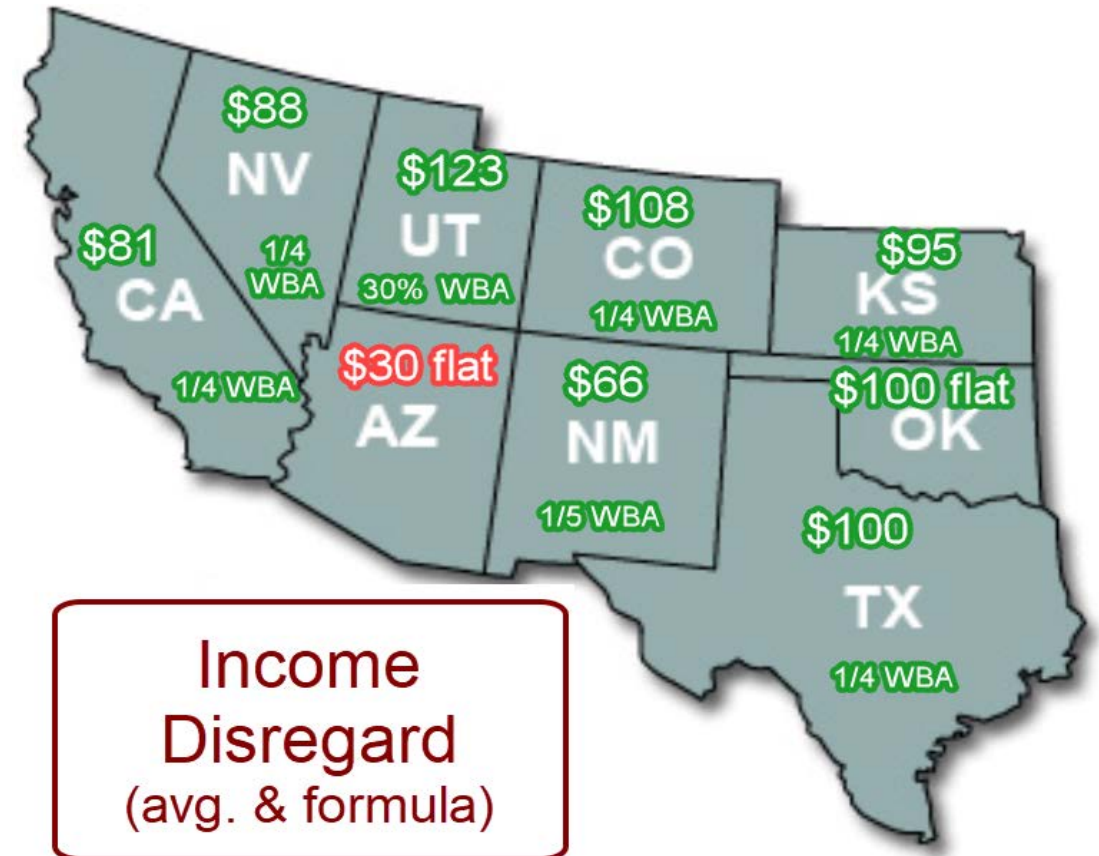 $88
NV
1/4
WBA
$123
UT
30% WBA
$108
CO
1/4 WBA
$95
KS
1/4 WBA
$81
CA
1/4 WBA
$30 flat
AZ
$66
NM
1/5 WBA
$100 flat
OK
$100
TX
1/4 WBA
Income
Disregard
(avg. & formula)